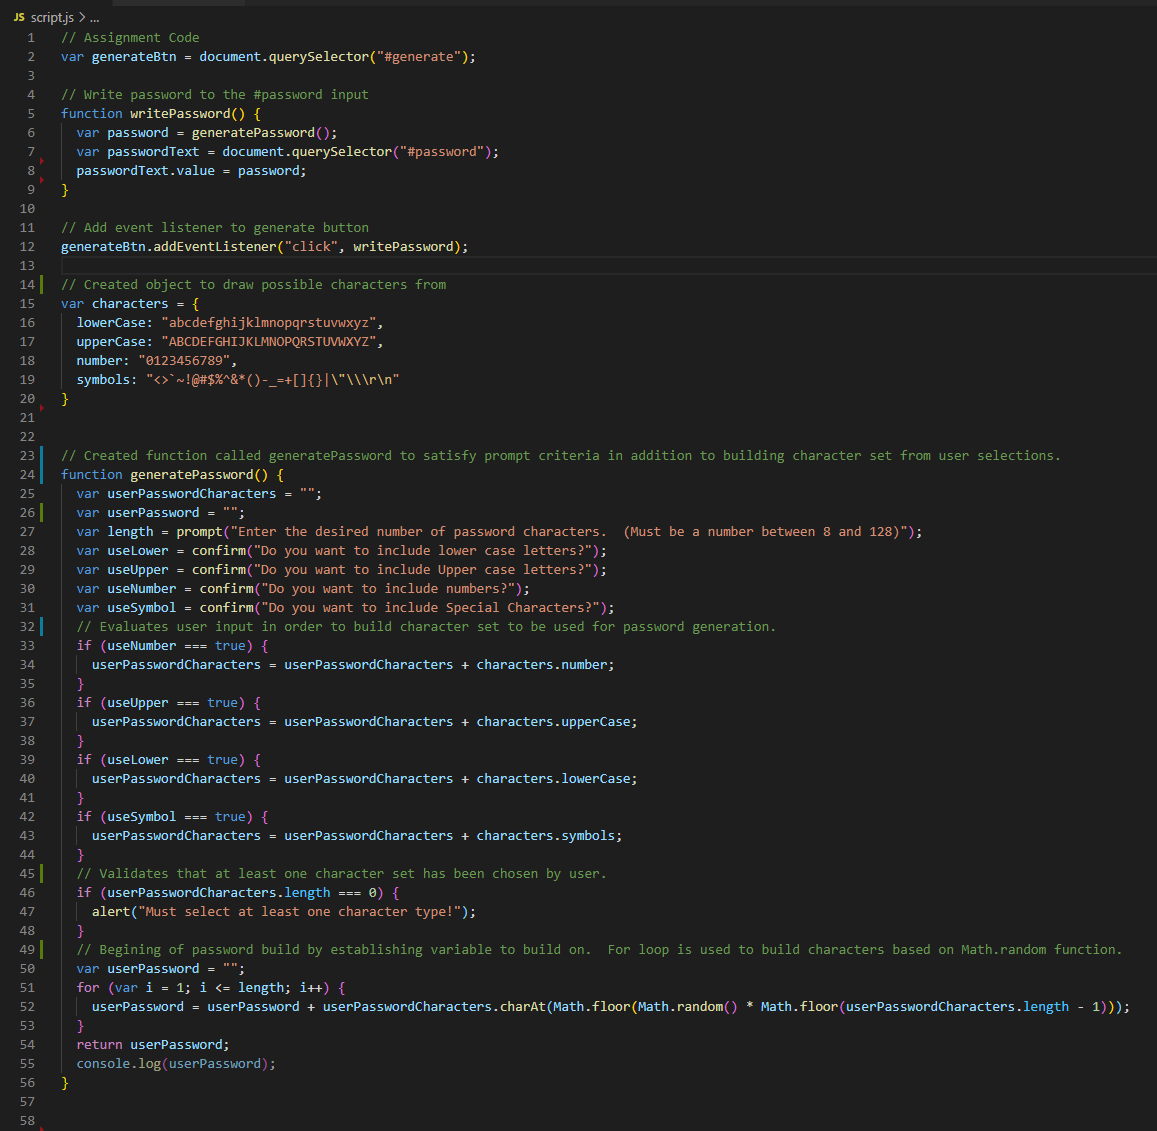 JS script.js > ...
1 // Assignment Code
2 var generateBtn = document.querySelector("#generate");
3
4 // Write password to the #password input
5 function writePassword() {
6   var password = generatePassword();
7   var passwordText = document.querySelector("#password");
8   passwordText.value = password;
9 }
10
11 // Add event listener to generate button
12 generateBtn.addEventListener("click", writePassword);
13
14 // Created object to draw possible characters from
15 var characters = {
16   lowerCase: "abcdefghijklmnopqrstuvwxyz",
17   upperCase: "ABCDEFGHIJKLMNOPQRSTUVWXYZ",
18   number: "0123456789",
19   symbols: "<>`~!@#$%^&*()-_=+[]{}|\"\\\r\n"
20 }
21
22
23 // Created function called generatePassword to satisfy prompt criteria in addition to building character set from user selections.
24 function generatePassword() {
25   var userPasswordCharacters = "";
26   var userPassword = "";
27   var length = prompt("Enter the desired number of password characters.  (Must be a number between 8 and 128)");
28   var useLower = confirm("Do you want to include lower case letters?");
29   var useUpper = confirm("Do you want to include Upper case letters?");
30   var useNumber = confirm("Do you want to include numbers?");
31   var useSymbol = confirm("Do you want to include Special Characters?");
32   // Evaluates user input in order to build character set to be used for password generation.
33   if (useNumber === true) {
34     userPasswordCharacters = userPasswordCharacters + characters.number;
35   }
36   if (useUpper === true) {
37     userPasswordCharacters = userPasswordCharacters + characters.upperCase;
38   }
39   if (useLower === true) {
40     userPasswordCharacters = userPasswordCharacters + characters.lowerCase;
41   }
42   if (useSymbol === true) {
43     userPasswordCharacters = userPasswordCharacters + characters.symbols;
44   }
45   // Validates that at least one character set has been chosen by user.
46   if (userPasswordCharacters.length === 0) {
47     alert("Must select at least one character type!");
48   }
49   // Begining of password build by establishing variable to build on.  For loop is used to build characters based on Math.random function.
50   var userPassword = "";
51   for (var i = 1; i <= length; i++) {
52     userPassword = userPassword + userPasswordCharacters.charAt(Math.floor(Math.random() * Math.floor(userPasswordCharacters.length - 1)));
53   }
54   return userPassword;
55   console.log(userPassword);
56 }
57
58